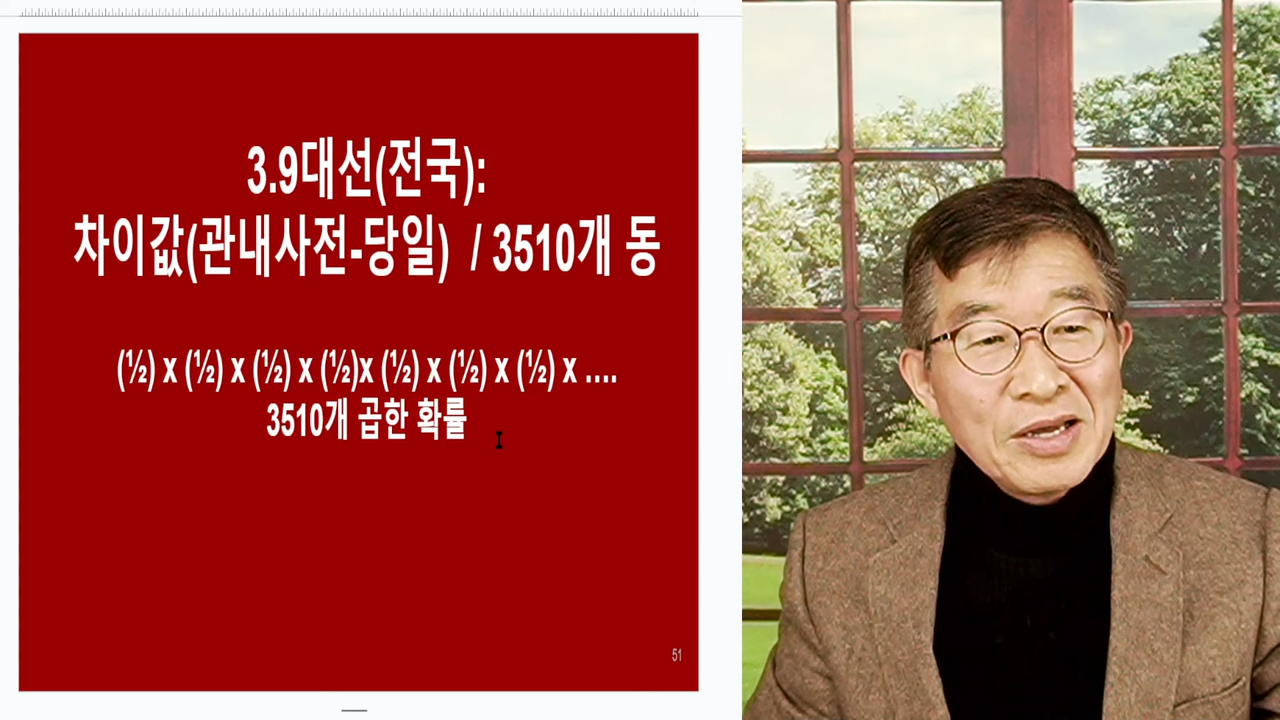 3.9대선(전국):
차이값(관내사전-당일) / 3510개 동
(½) x (½) x (½) x (½)x (½) x (½) x (½) x ....
3510개 곱한 확률
51